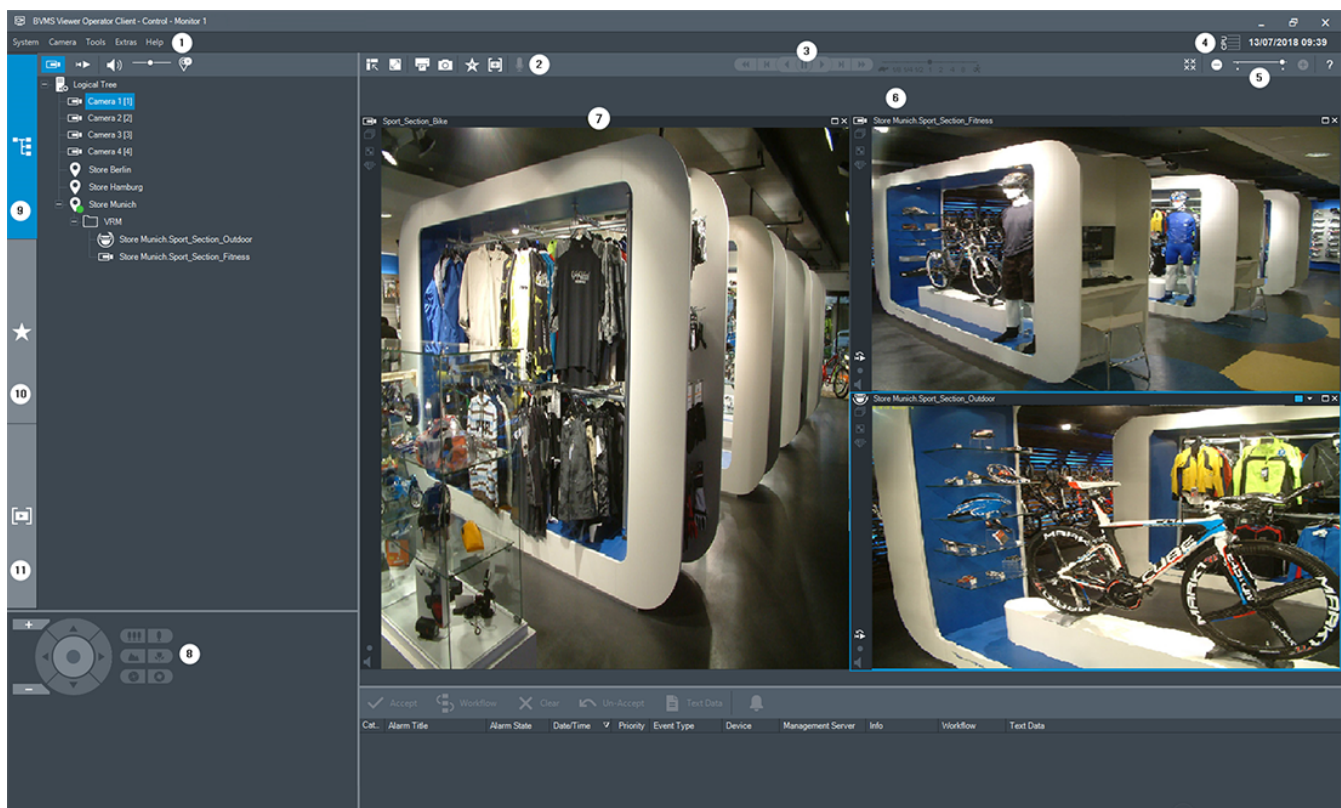 BVMS Viewer Operator Client - Control - Monitor 1
System Camera Tools Extras Help 1
3
4 13/07/2018 09:39
2
5
?
Logical Tree
Camera 1 [1]
Camera 2 [2]
Camera 3 [3]
Camera 4 [4]
Store Berlin
Store Hamburg
Store Munich
VRM
Store Munich.Sport_Section_Outdoor
Store Munich.Sport_Section_Fitness
9
10
11
8
6
Sport_Section_Bike 7
Store Munich.Sport_Section_Fitness
Store Munich.Sport_Section_Outdoor
CUBE
Accept Workflow Clear Un-Accept Text Data
Cat.. Alarm Title Alarm State Date/Time Priority Event Type Device Management Server Info Workflow Text Data